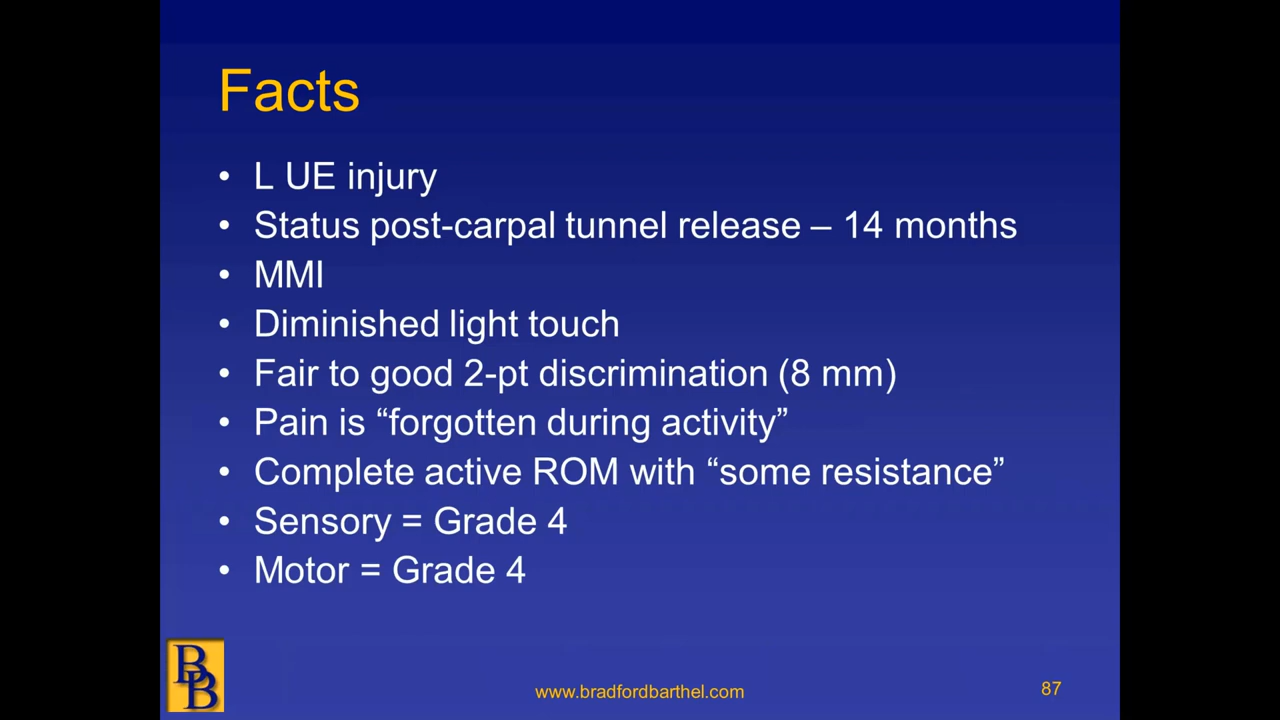 Facts
• L UE injury
• Status post-carpal tunnel release – 14 months
• MMI
• Diminished light touch
• Fair to good 2-pt discrimination (8 mm)
• Pain is “forgotten during activity”
• Complete active ROM with “some resistance”
• Sensory = Grade 4
• Motor = Grade 4
BB
www.bradfordbarthel.com
87